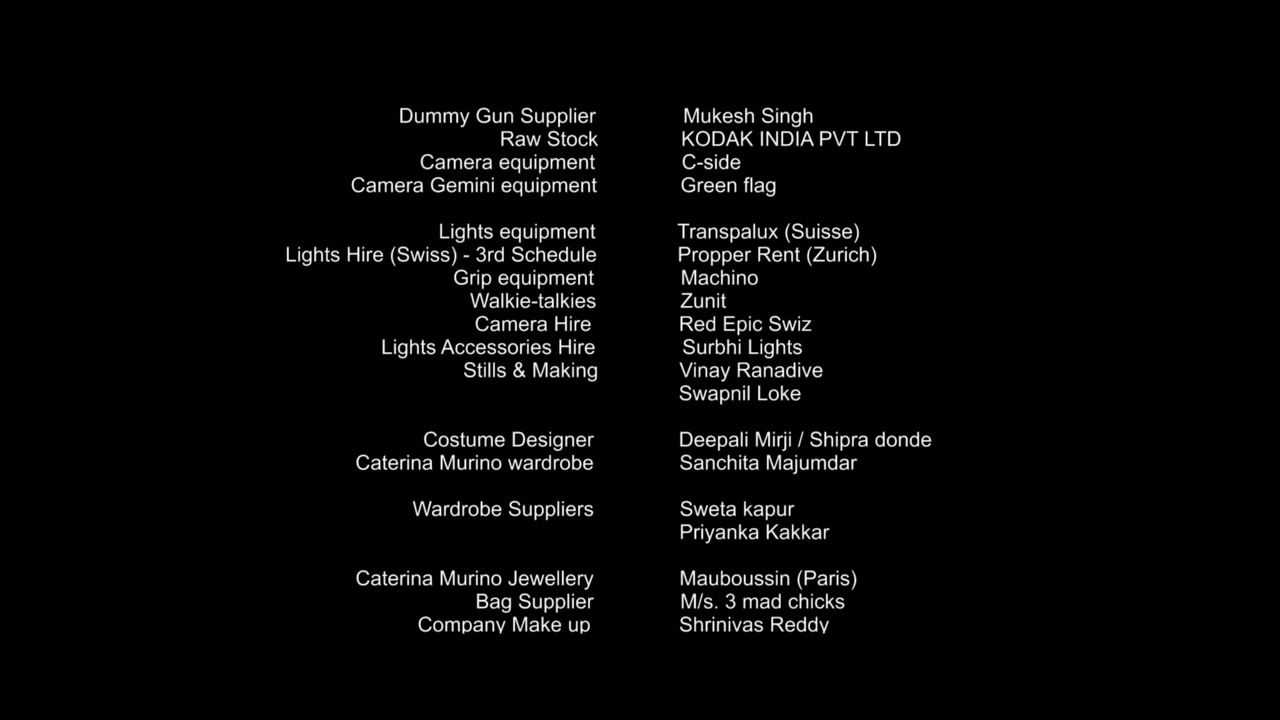 Dummy Gun Supplier Mukesh Singh
Raw Stock KODAK INDIA PVT LTD
Camera equipment C-side
Camera Gemini equipment Green flag
Lights equipment Transpalux (Suisse)
Lights Hire (Swiss) - 3rd Schedule Propper Rent (Zurich)
Grip equipment Machino
Walkie-talkies Zunit
Camera Hire Red Epic Swiz
Lights Accessories Hire Surbhi Lights
Stills & Making Vinay Ranadive
Swapnil Loke
Costume Designer Deepali Mirji / Shipra donde
Caterina Murino wardrobe Sanchita Majumdar
Wardrobe Suppliers Sweta kapur
Priyanka Kakkar
Caterina Murino Jewellery Mauboussin (Paris)
Bag Supplier M/s. 3 mad chicks
Company Make up Shrinivas Reddy